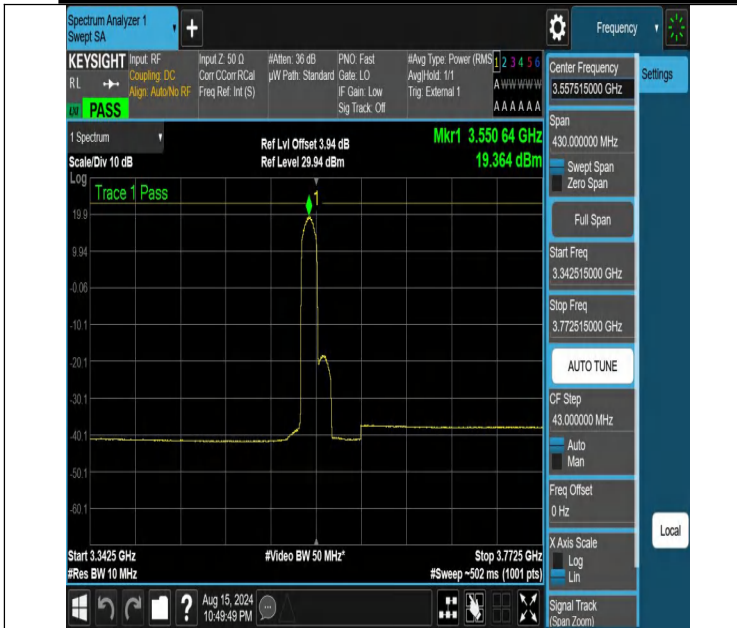 Spectrum Analyzer 1
Swept SA
+
Frequency
KEYSIGHT
RL
LXI
PASS
Input: RF
Coupling: DC
Align: Auto/No RF
Input Z: 50 Ω
Corr CCorr RCal
Freq Ref: Int (S)
#Atten: 36 dB
µW Path: Standard
PNO: Fast
Gate: LO
IF Gain: Low
Sig Track: Off
#Avg Type: Power (RMS
Avg|Hold: 1/1
Trig: External 1
1 2 3 4 5 6
A W W W W W
A A A A A A
1 Spectrum
Scale/Div 10 dB
Log
Ref Lvl Offset 3.94 dB
Ref Level 29.94 dBm
Mkr1 3.550 64 GHz
19.364 dBm
Trace 1 Pass
1
19.9
9.94
-0.06
-10.1
-20.1
-30.1
-40.1
-50.1
-60.1
Start 3.3425 GHz
#Res BW 10 MHz
#Video BW 50 MHz*
Stop 3.7725 GHz
#Sweep ~502 ms (1001 pts)
Center Frequency
3.557515000 GHz
Settings
Span
430.000000 MHz
Swept Span
Zero Span
Full Span
Start Freq
3.342515000 GHz
Stop Freq
3.772515000 GHz
AUTO TUNE
CF Step
43.000000 MHz
Auto
Man
Freq Offset
0 Hz
X Axis Scale
Log
Lin
Signal Track
(Span Zoom)
Local
?
Aug 15, 2024
10:49:49 PM